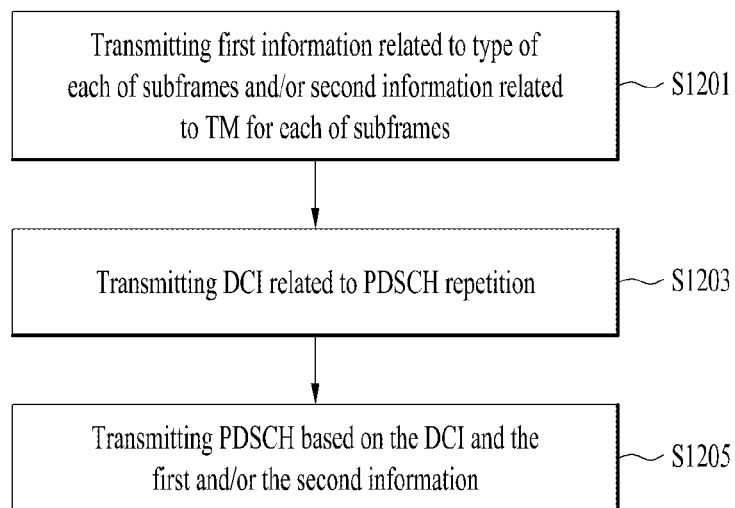 Transmitting first information related to type of
each of subframes and/or second information related
to TM for each of subframes
S1201
Transmitting DCI related to PDSCH repetition
S1203
Transmitting PDSCH based on the DCI and the
first and/or the second information
S1205